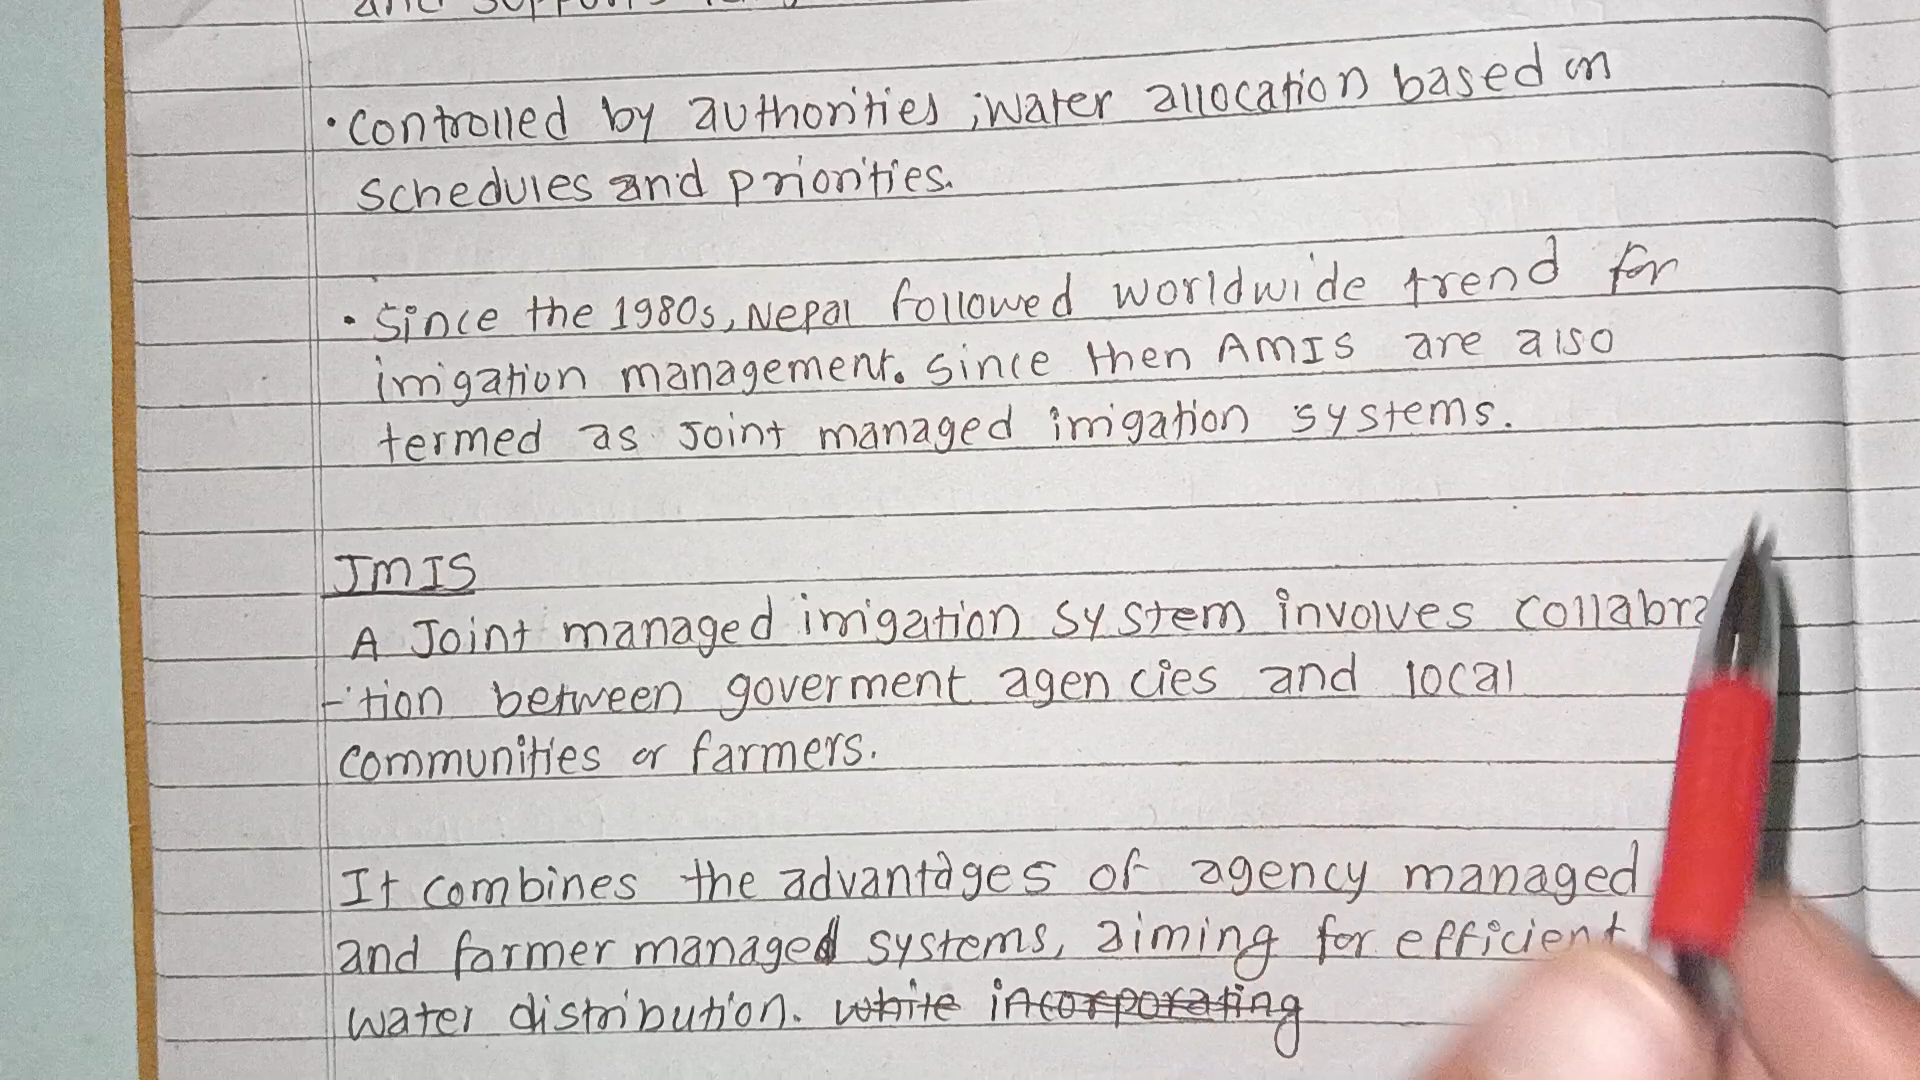 and supports
• controlled by authorities ; water allocation based on
schedules and priorities.
• Since the 1980s, Nepal followed worldwide trend for
irrigation management. Since then AMIS are also
termed as Joint managed irrigation systems.
JMIS
A Joint managed irrigation system involves collabra
-tion between goverment agencies and local
communities or farmers.
It combines the advantages of agency managed
and farmer managed systems, aiming for efficient
water distribution. while incorporating